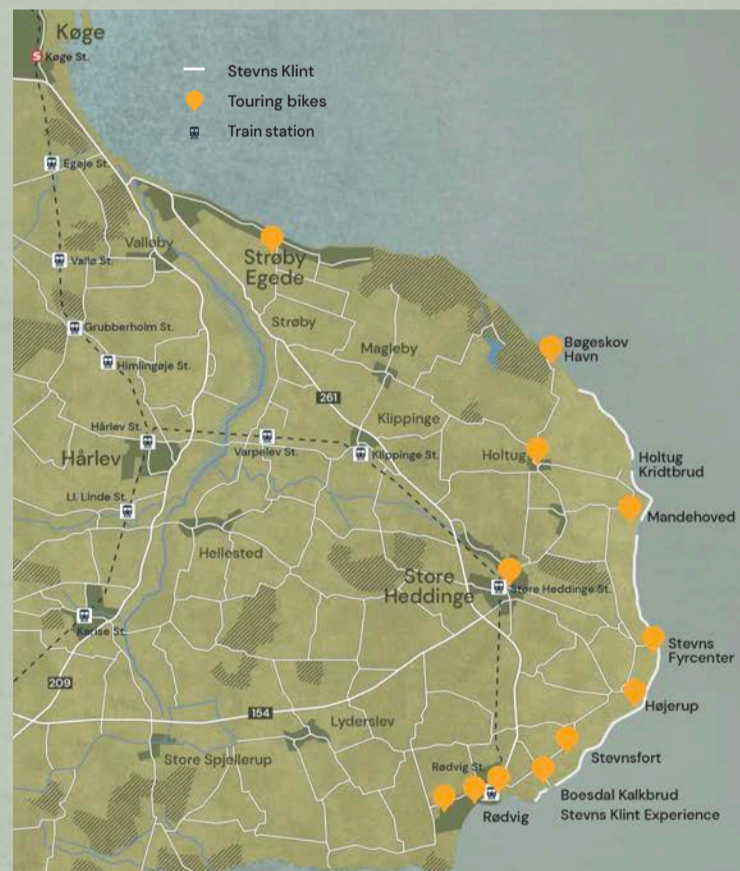 Køge
S
Køge St.
Stevns Klint
Touring bikes
Train station
Egøje St.
Valløby
Vallø St.
Strøby
Egede
Strøby
Grubberholm St.
Himlingøje St.
Magleby
Bøgeskov
Havn
261
Klippinge
Hårlev St.
Hårlev
Varpelev St.
Klippinge St.
Holtug
Holtug
Kridtbrud
Ll. Linde St.
Mandehoved
Hellested
Store
Heddinge
Store Heddinge St.
Karise St.
Stevns
Fyrcenter
209
154
Højerup
Lyderslev
Store Spjellerup
Stevnsfort
Rødvig St.
Boesdal Kalkbrud
Stevns Klint Experience
Rødvig